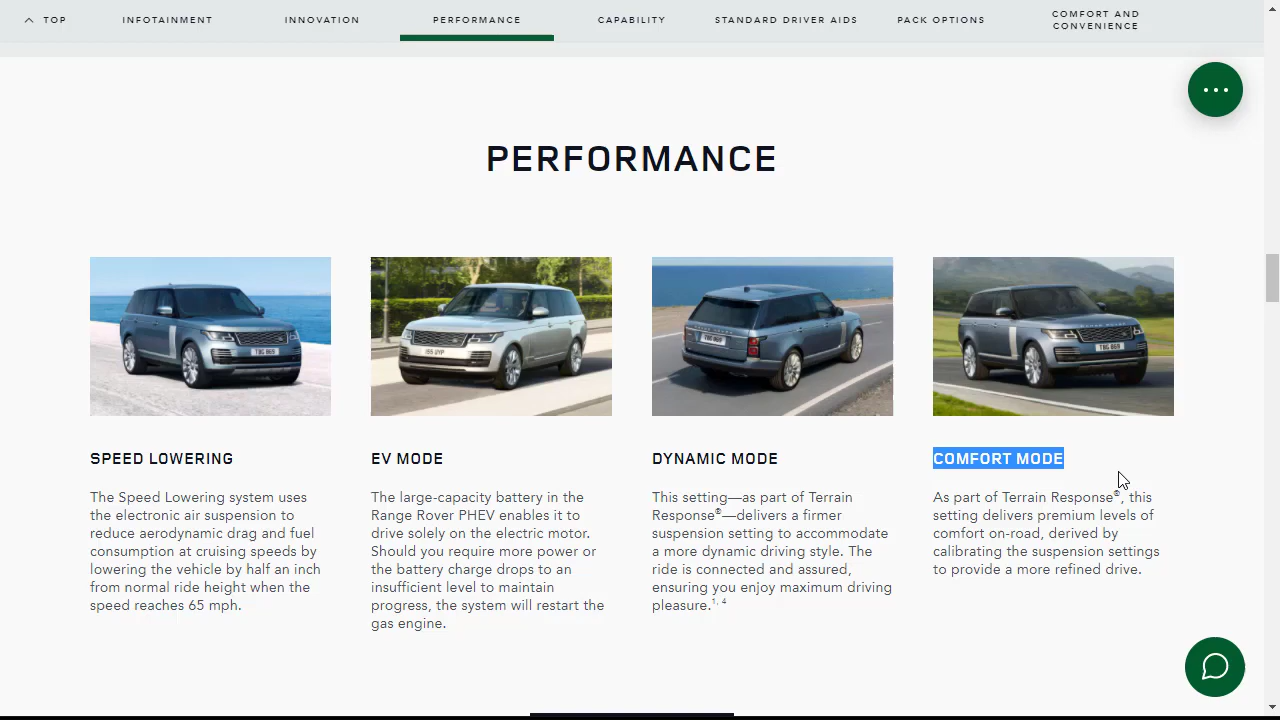 TOP
INFOTAINMENT
INNOVATION
PERFORMANCE
CAPABILITY
STANDARD DRIVER AIDS
PACK OPTIONS
COMFORT AND
CONVENIENCE
PERFORMANCE
SPEED LOWERING
The Speed Lowering system uses
the electronic air suspension to
reduce aerodynamic drag and fuel
consumption at cruising speeds by
lowering the vehicle by half an inch
from normal ride height when the
speed reaches 65 mph.
EV MODE
The large-capacity battery in the
Range Rover PHEV enables it to
drive solely on the electric motor.
Should you require more power or
the battery charge drops to an
insufficient level to maintain
progress, the system will restart the
gas engine.
DYNAMIC MODE
This setting—as part of Terrain
Response®—delivers a firmer
suspension setting to accommodate
a more dynamic driving style. The
ride is connected and assured,
ensuring you enjoy maximum driving
pleasure.1, 4
COMFORT MODE
As part of Terrain Response®, this
setting delivers premium levels of
comfort on-road, derived by
calibrating the suspension settings
to provide a more refined drive.